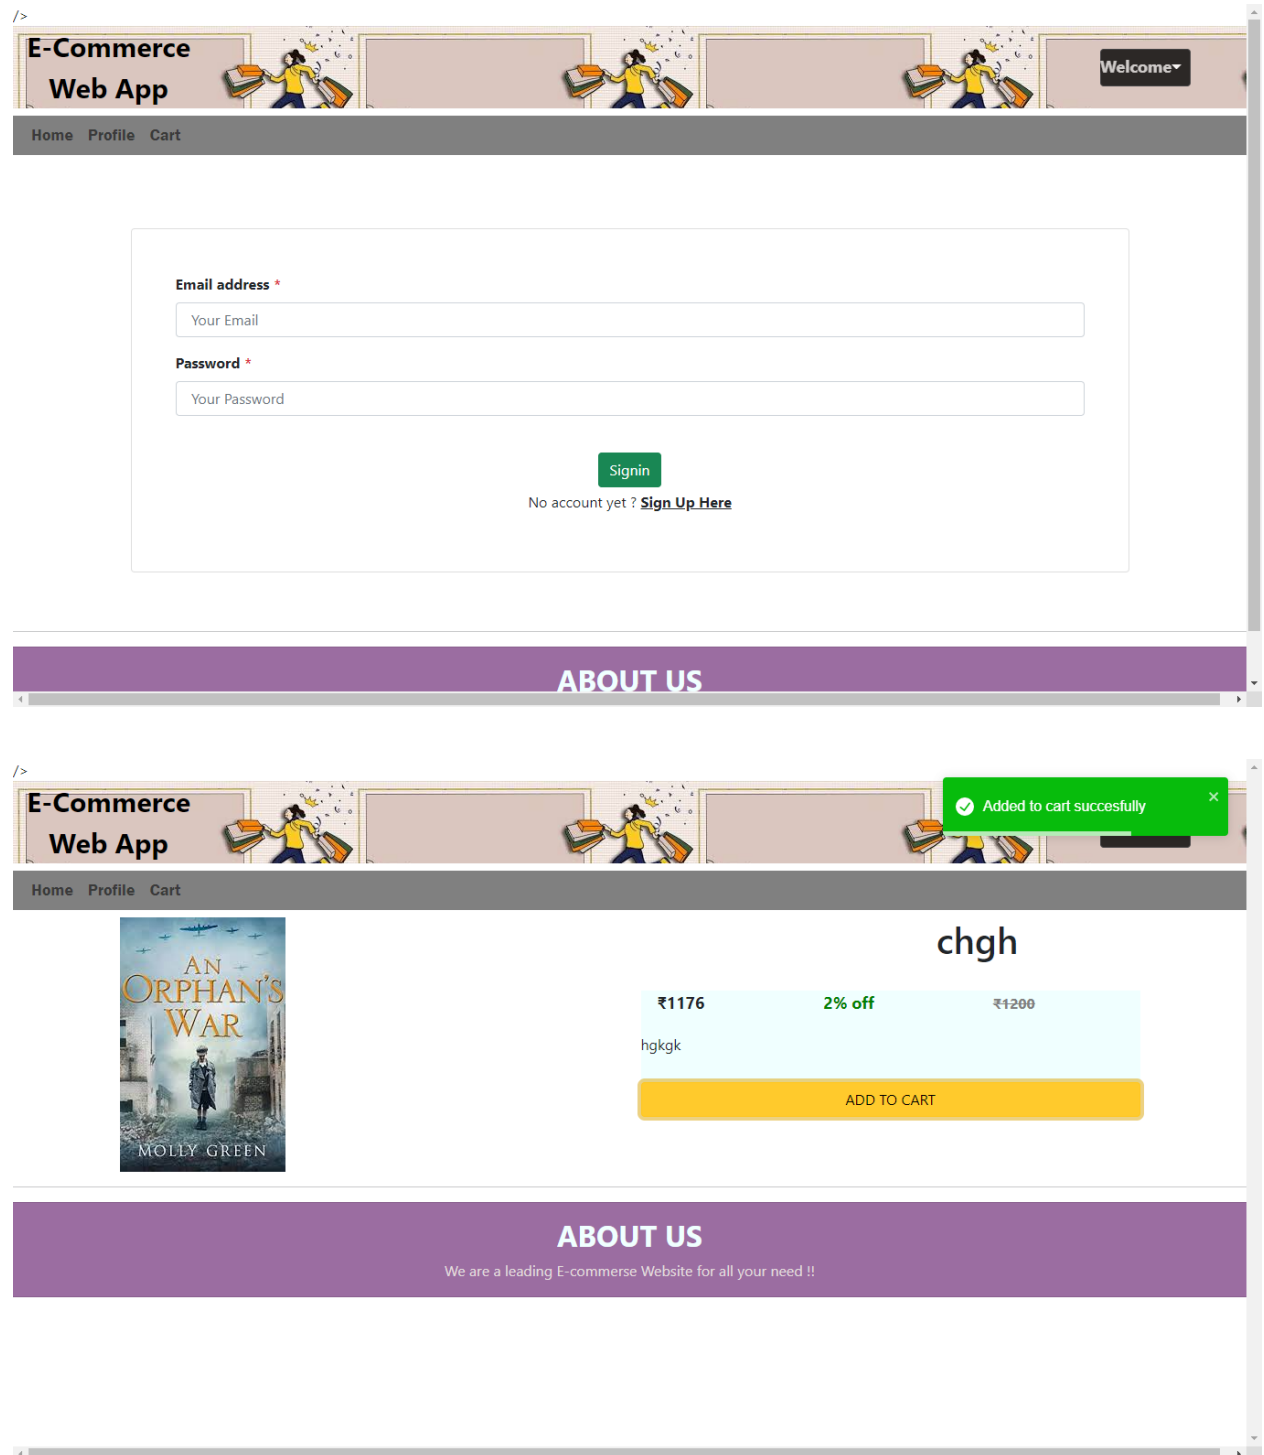 />
E-Commerce
Web App
Welcome
Home Profile Cart
Email address *
Your Email
Password *
Your Password
Signin
No account yet ? Sign Up Here
ABOUT US
/>
E-Commerce
Web App
Added to cart succesfully
Home Profile Cart
AN
ORPHAN'S
WAR
MOLLY GREEN
chgh
₹1176 2% off ₹1200
hgkgk
ADD TO CART
ABOUT US
We are a leading E-commerse Website for all your need !!